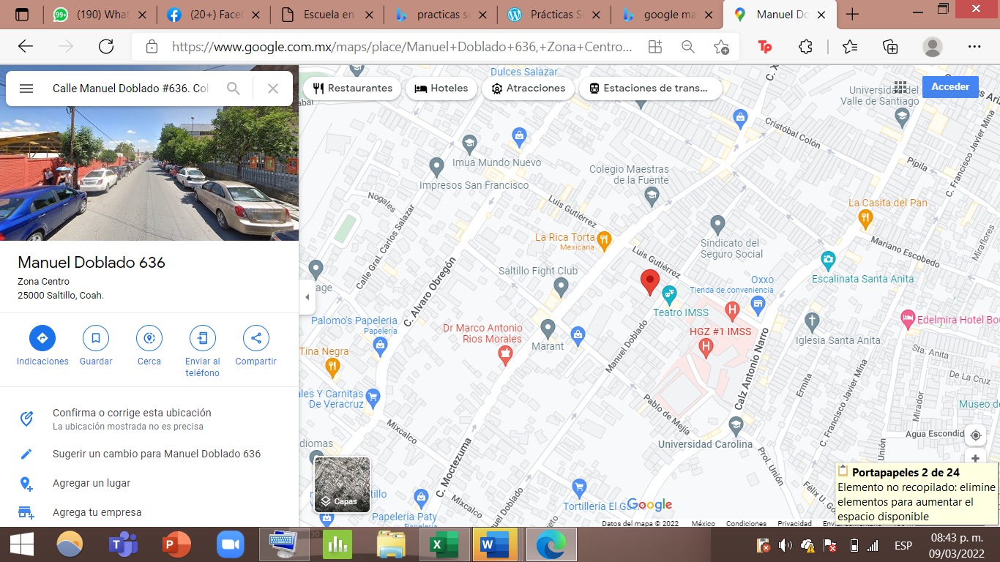 99+
(190) What
(20+) Face
Escuela en
practicas s
Prácticas S
google ma
Manuel Do
https://www.google.com.mx/maps/place/Manuel+Doblado+636,+Zona+Centro...
Calle Manuel Doblado #636. Col
Restaurantes
Hoteles
Atracciones
Estaciones de trans...
Acceder
Manuel Doblado 636
Zona Centro
25000 Saltillo, Coah.
Indicaciones
Guardar
Cerca
Enviar al
teléfono
Compartir
Confirma o corrige esta ubicación
La ubicación mostrada no es precisa
Sugerir un cambio para Manuel Doblado 636
Agregar un lugar
Agrega tu empresa
Dulces Salazar
C. X
Universidad del
Valle de Santiago
Cristóbal Colón
C. Francisco Javier Mina
Pípila
Imua Mundo Nuevo
Impresos San Francisco
Colegio Maestras
de la Fuente
Nogales
Luis Gutiérrez
Calle Gral. Carlos Salazar
La Casita del Pan
La Rica Torta
Mexicana
Luis Gutiérrez
Sindicato del
Seguro Social
Mariano Escobedo
Miraflores
C. Alvaro Obregón
Saltillo Fight Club
Oxxo
Tienda de conveniencia
Escalinata Santa Anita
Teatro IMSS
Palomo's Papeleria
Papelería
Dr Marco Antonio
Rios Morales
Marant
Manuel Doblado
HGZ #1 IMSS
Iglesia Santa Anita
Edelmira Hotel Bou
Tina Negra
Sta. Anita
De La Cruz
Calz Antonio Narro
Ermita
C. Francisco Javier Mina
Mirador
ales Y Carnitas
De Veracruz
Pablo de Mejía
Museo de
Mixcalco
Universidad Carolina
Agua Escondid
Unión
diomas
C. Moctezuma
Prol. Unión
Félix U. Go
Mixcalco
Manuel Doblado
Tortillería El Gue
Papeleria Paty
Papelería
Capas
Google
Datos del mapa © 2022
México
Condiciones
Privacidad
Portapapeles 2 de 24
Elemento no recopilado: elimine
elementos para aumentar el
espacio disponible
ESP
08:43 p. m.
09/03/2022